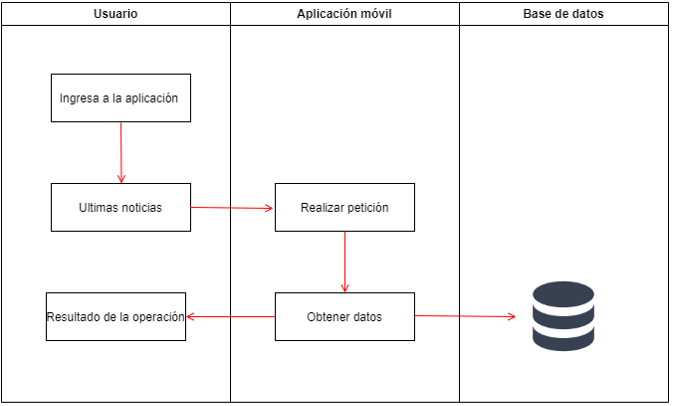 Usuario
Aplicación móvil
Base de datos
Ingresa a la aplicación
Ultimas noticias
Realizar petición
Resultado de la operación
Obtener datos